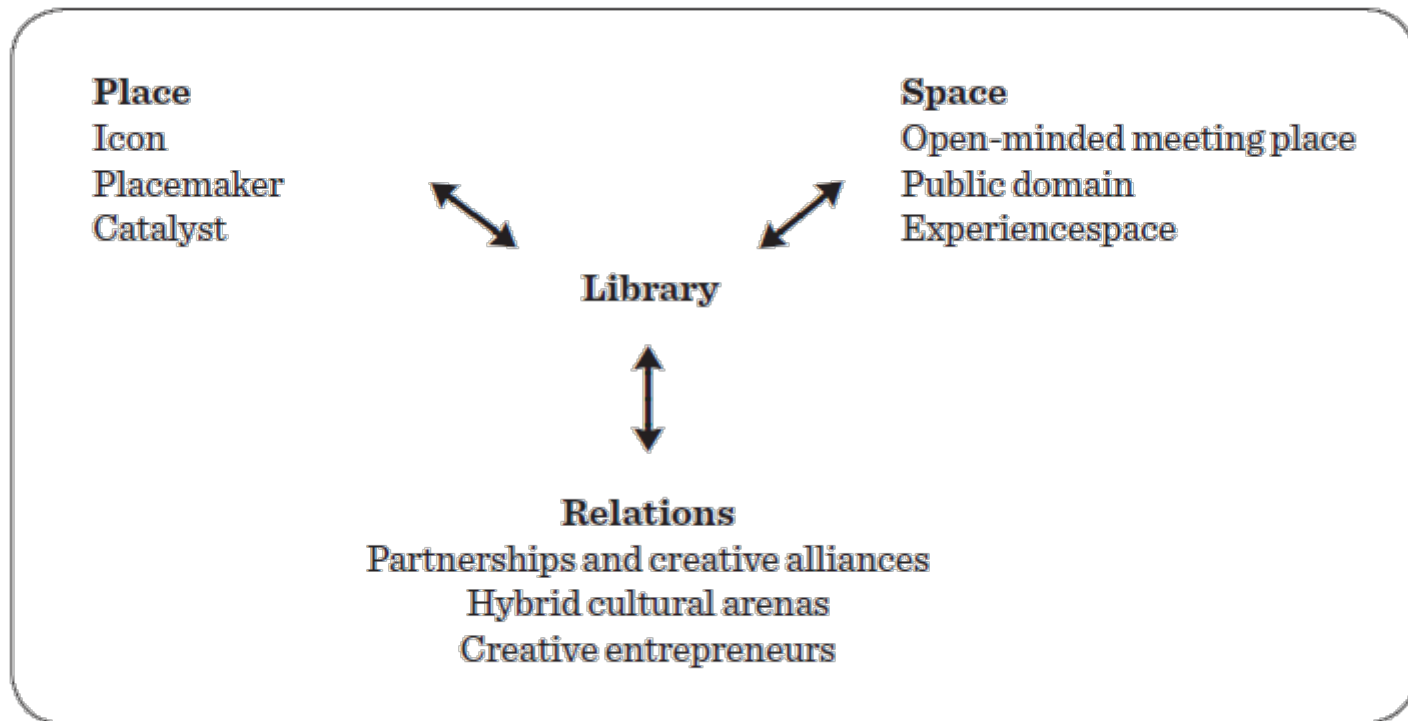 Place
Icon
Placemaker
Catalyst
Space
Open-minded meeting place
Public domain
Experiencespace
Library
Relations
Partnerships and creative alliances
Hybrid cultural arenas
Creative entrepreneurs